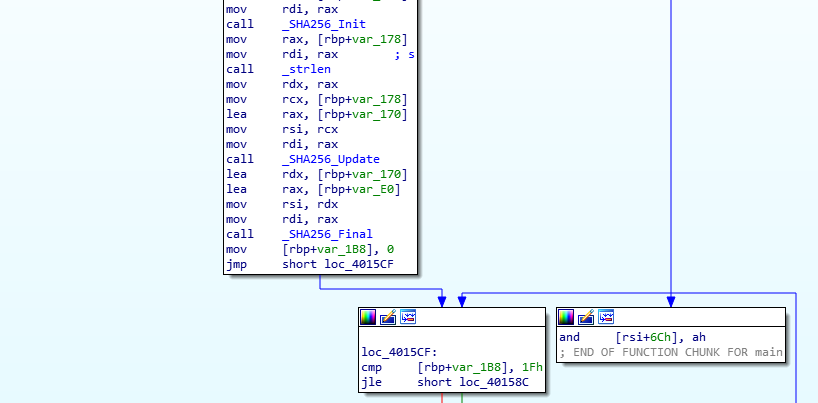 mov     rdi, rax
call    _SHA256_Init
mov     rax, [rbp+var_178]
mov     rdi, rax        ; s
call    _strlen
mov     rdx, rax
mov     rcx, [rbp+var_178]
lea     rax, [rbp+var_170]
mov     rsi, rcx
mov     rdi, rax
call    _SHA256_Update
lea     rdx, [rbp+var_170]
lea     rax, [rbp+var_E0]
mov     rsi, rdx
mov     rdi, rax
call    _SHA256_Final
mov     [rbp+var_1B8], 0
jmp     short loc_4015CF
loc_4015CF:
cmp     [rbp+var_1B8], 1Fh
jle     short loc_40158C
and     [rsi+6Ch], ah
; END OF FUNCTION CHUNK FOR main